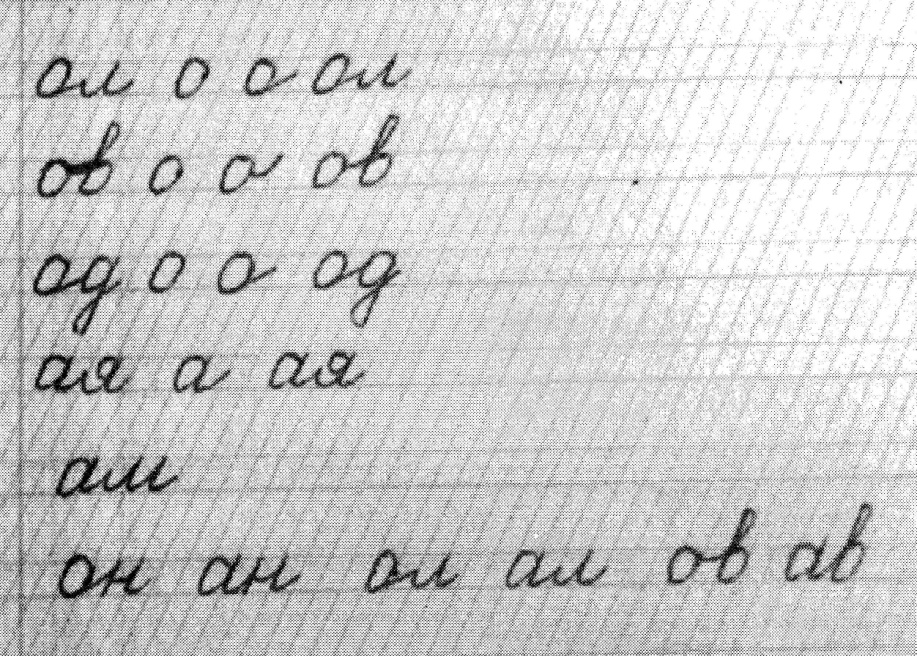 ол о о ол
ов о о ов
од о о од
ая а ая
ам
он ан ол ал ов ав